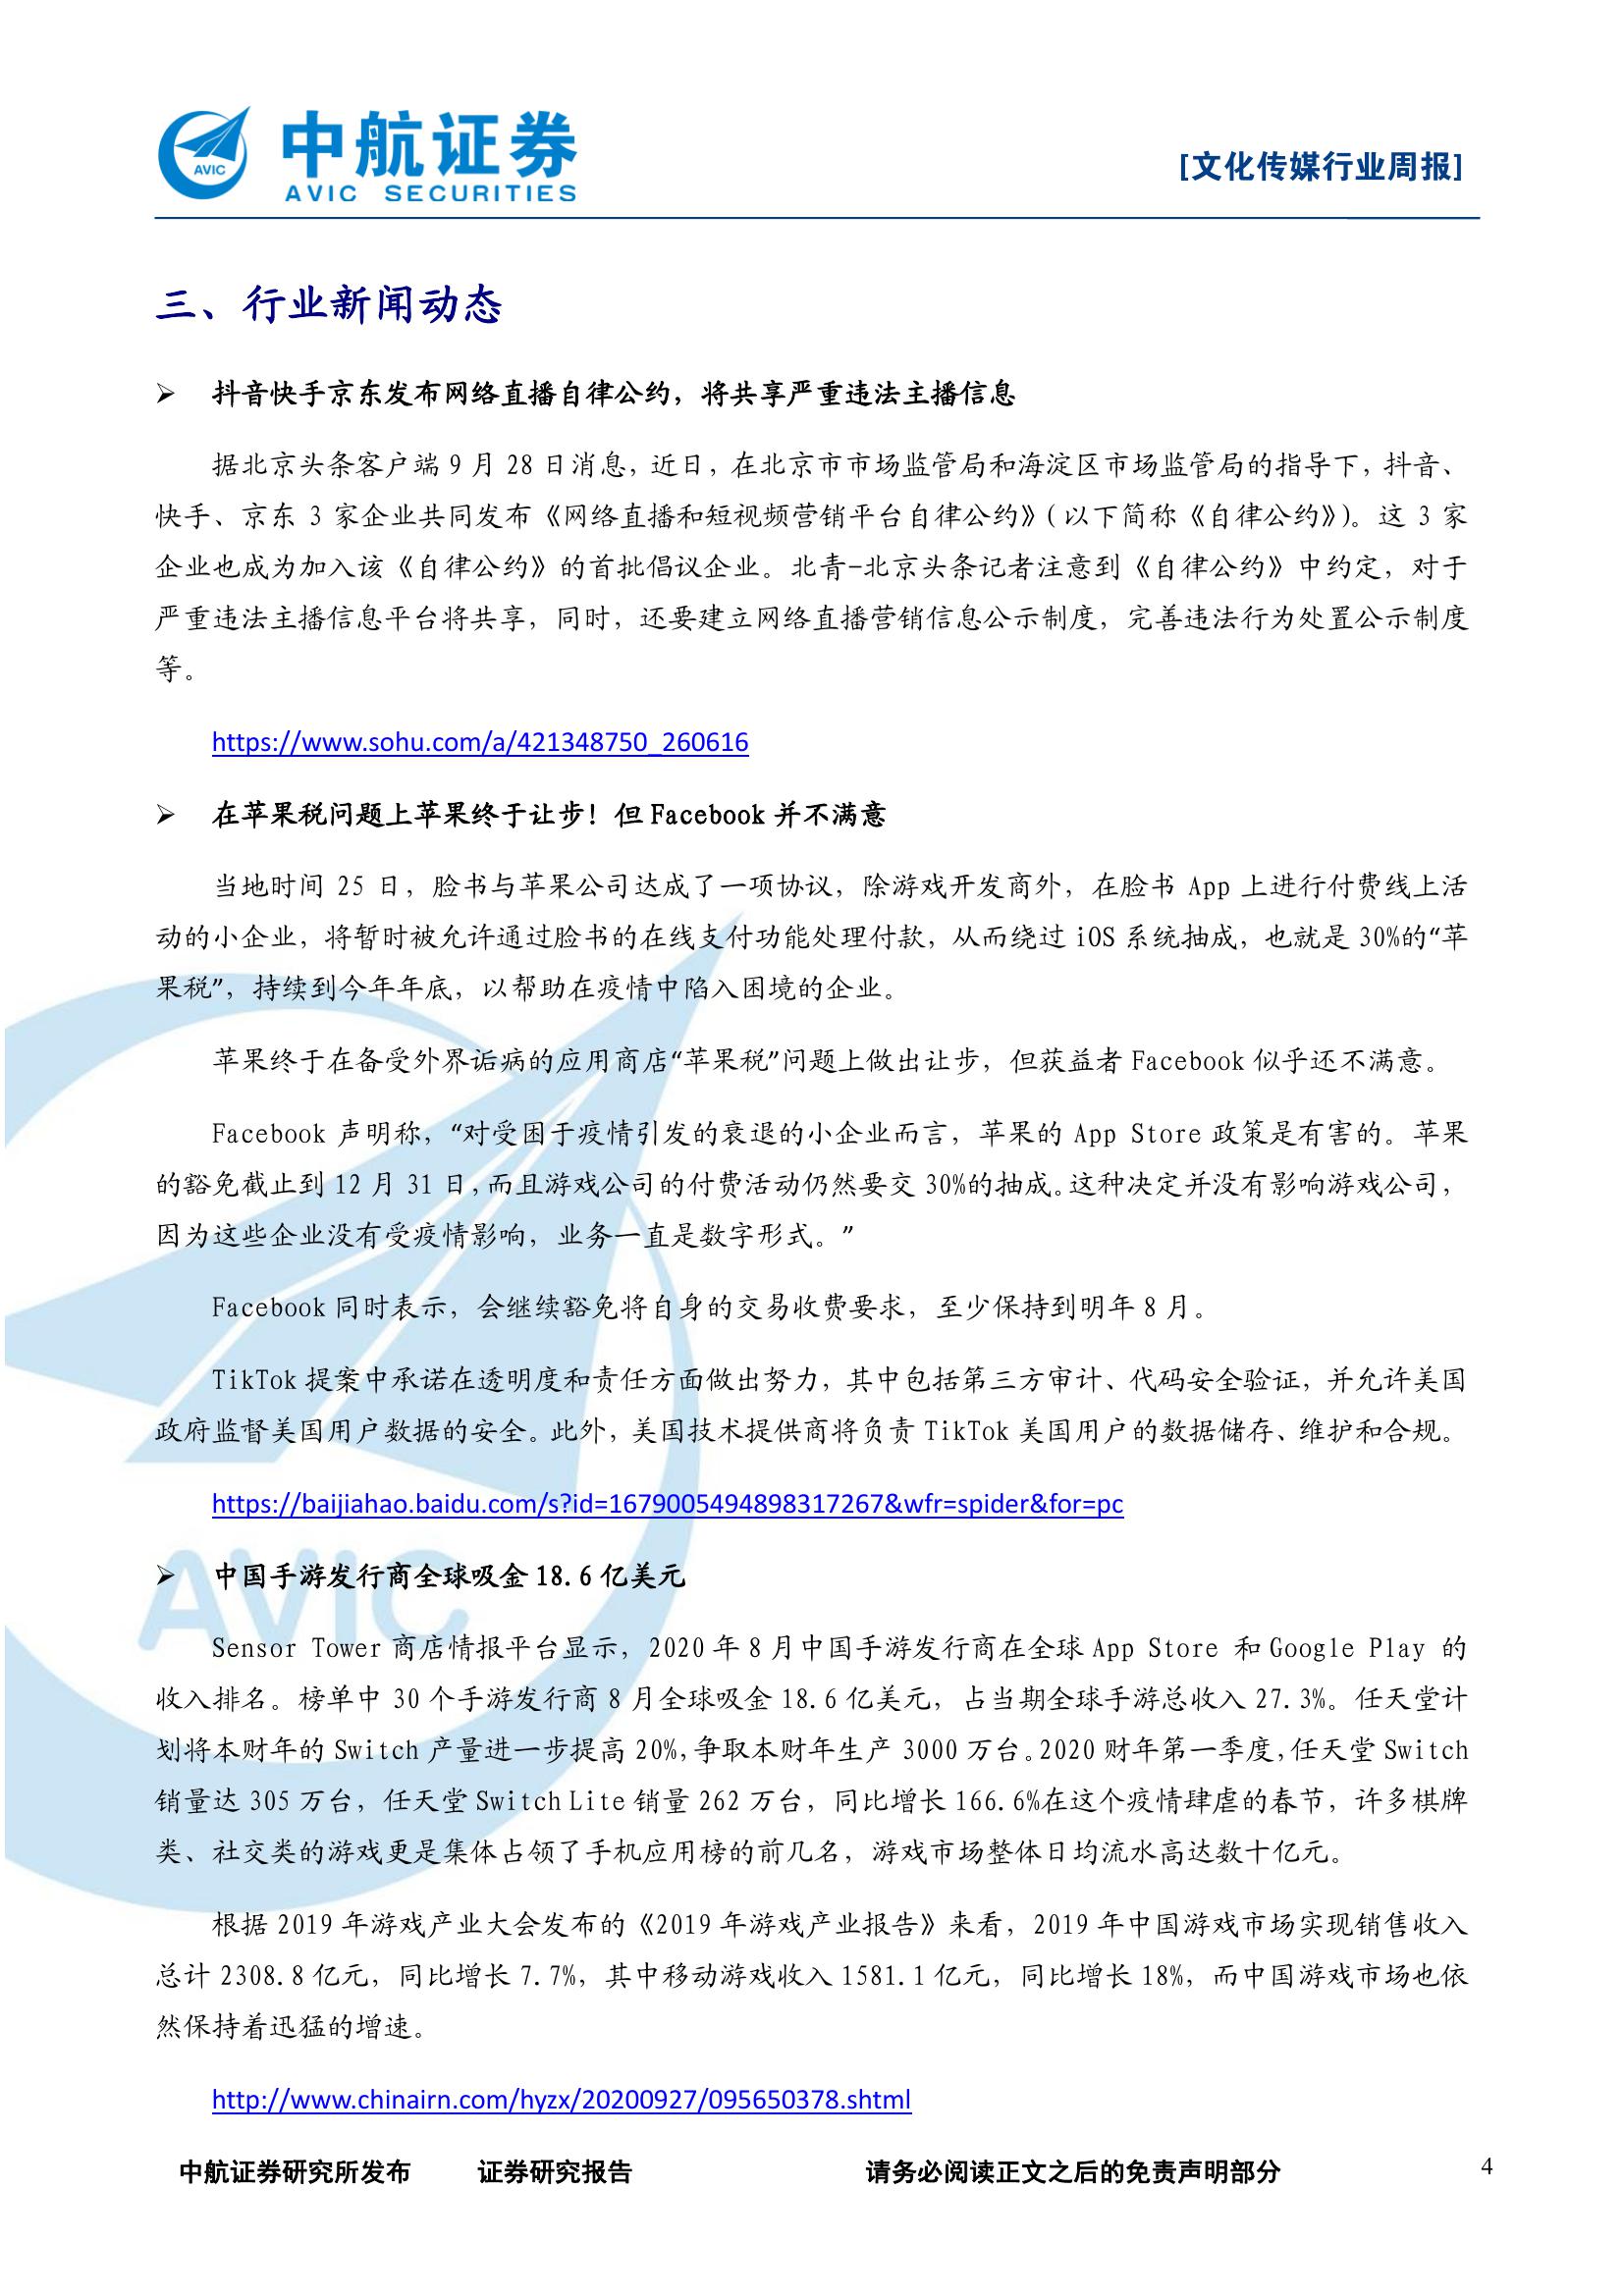 AVIC
中航证券
AVIC SECURITIES
[文化传媒行业周报]
三、行业新闻动态
➢ 抖音快手京东发布网络直播自律公约，将共享严重违法主播信息
据北京头条客户端 9 月 28 日消息，近日，在北京市市场监管局和海淀区市场监管局的指导下，抖音、
快手、京东 3 家企业共同发布《网络直播和短视频营销平台自律公约》（以下简称《自律公约》）。这 3 家
企业也成为加入该《自律公约》的首批倡议企业。北青-北京头条记者注意到《自律公约》中约定，对于
严重违法主播信息平台将共享，同时，还要建立网络直播营销信息公示制度，完善违法行为处置公示制度
等。
https://www.sohu.com/a/421348750_260616
➢ 在苹果税问题上苹果终于让步！但 Facebook 并不满意
当地时间 25 日，脸书与苹果公司达成了一项协议，除游戏开发商外，在脸书 App 上进行付费线上活
动的小企业，将暂时被允许通过脸书的在线支付功能处理付款，从而绕过 iOS 系统抽成，也就是 30%的“苹
果税”，持续到今年年底，以帮助在疫情中陷入困境的企业。
苹果终于在备受外界诟病的应用商店“苹果税”问题上做出让步，但获益者 Facebook 似乎还不满意。
Facebook 声明称，“对受困于疫情引发的衰退的小企业而言，苹果的 App Store 政策是有害的。苹果
的豁免截止到 12 月 31 日，而且游戏公司的付费活动仍然要交 30%的抽成。这种决定并没有影响游戏公司，
因为这些企业没有受疫情影响，业务一直是数字形式。”
Facebook 同时表示，会继续豁免将自身的交易收费要求，至少保持到明年 8 月。
TikTok 提案中承诺在透明度和责任方面做出努力，其中包括第三方审计、代码安全验证，并允许美国
政府监督美国用户数据的安全。此外，美国技术提供商将负责 TikTok 美国用户的数据储存、维护和合规。
https://baijiahao.baidu.com/s?id=1679005494898317267&wfr=spider&for=pc
AVIC
➢ 中国手游发行商全球吸金 18.6 亿美元
Sensor Tower 商店情报平台显示，2020 年 8 月中国手游发行商在全球 App Store 和 Google Play 的
收入排名。榜单中 30 个手游发行商 8 月全球吸金 18.6 亿美元，占当期全球手游总收入 27.3%。任天堂计
划将本财年的 Switch 产量进一步提高 20%，争取本财年生产 3000 万台。2020 财年第一季度，任天堂 Switch
销量达 305 万台，任天堂 Switch Lite 销量 262 万台，同比增长 166.6%在这个疫情肆虐的春节，许多棋牌
类、社交类的游戏更是集体占领了手机应用榜的前几名，游戏市场整体日均流水高达数十亿元。
根据 2019 年游戏产业大会发布的《2019 年游戏产业报告》来看，2019 年中国游戏市场实现销售收入
总计 2308.8 亿元，同比增长 7.7%，其中移动游戏收入 1581.1 亿元，同比增长 18%，而中国游戏市场也依
然保持着迅猛的增速。
http://www.chinairn.com/hyzx/20200927/095650378.shtml
中航证券研究所发布 证券研究报告 请务必阅读正文之后的免责声明部分 4